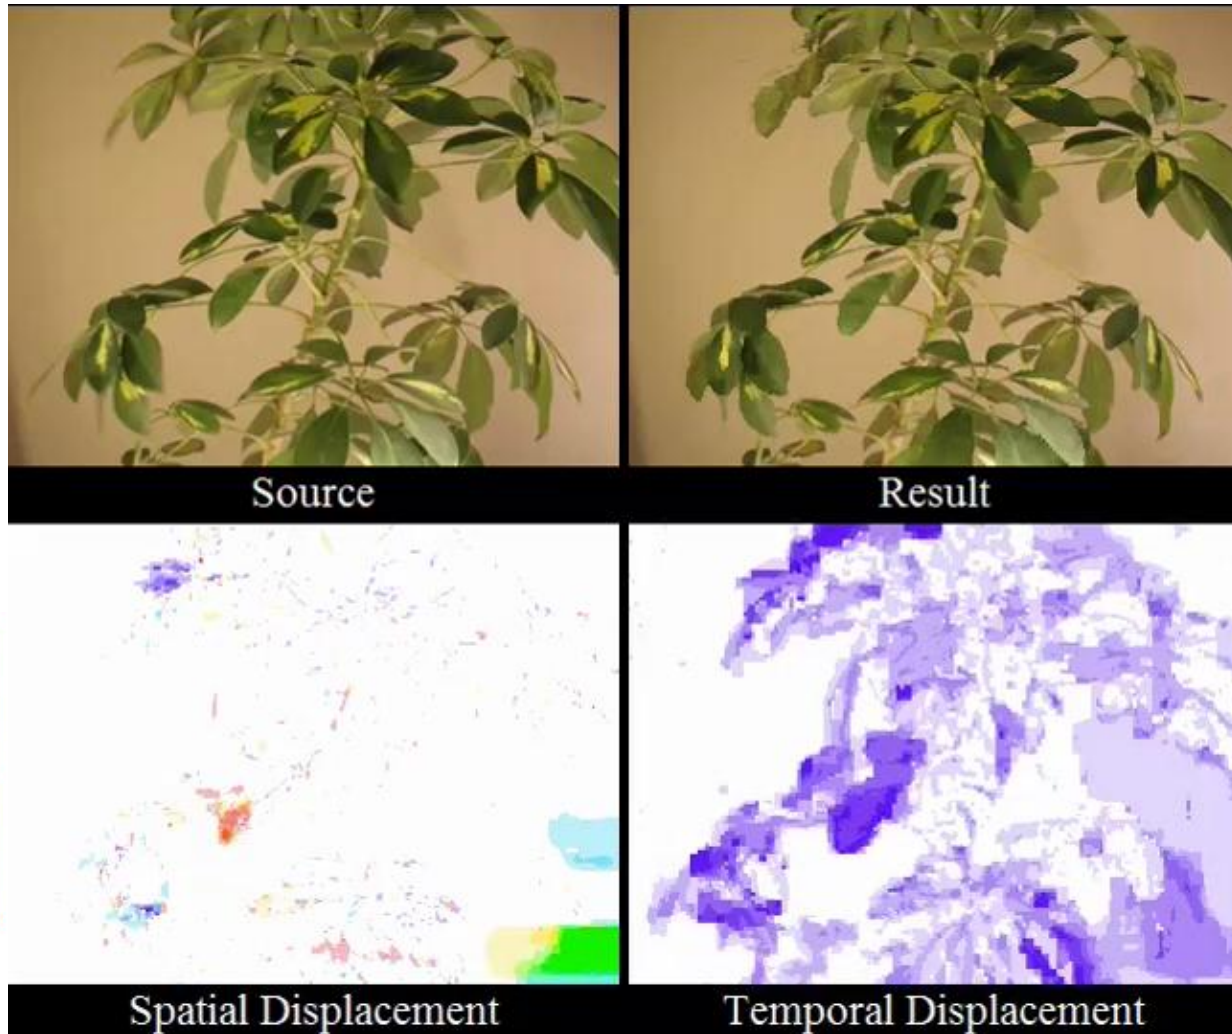 Source
Result
Spatial Displacement
Temporal Displacement